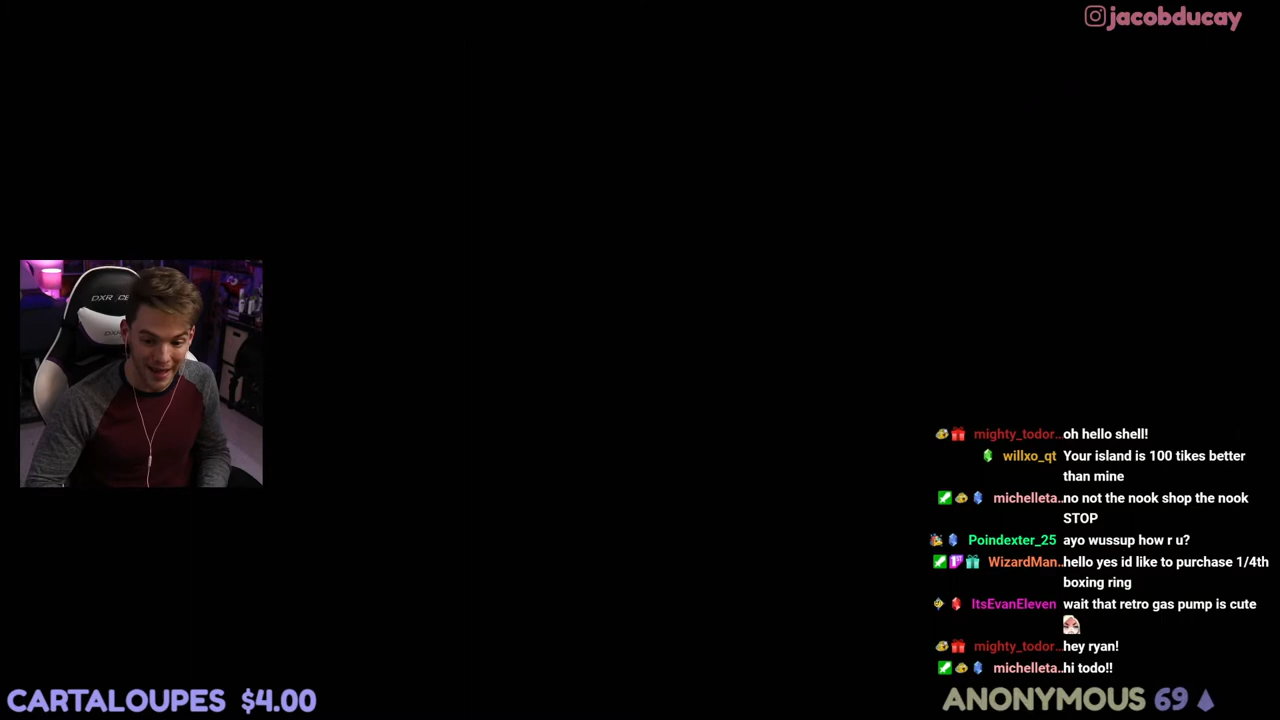 jacobducay
DXR
mighty_todor.. oh hello shell!
willxo_qt Your island is 100 tikes better
than mine
michelleta.. no not the nook shop the nook
STOP
Poindexter_25 ayo wussup how r u?
WizardMan.. hello yes id like to purchase 1/4th
boxing ring
ItsEvanEleven wait that retro gas pump is cute
mighty_todor.. hey ryan!
michelleta.. hi todo!!
CARTALOUPES $4.00
ANONYMOUS 69